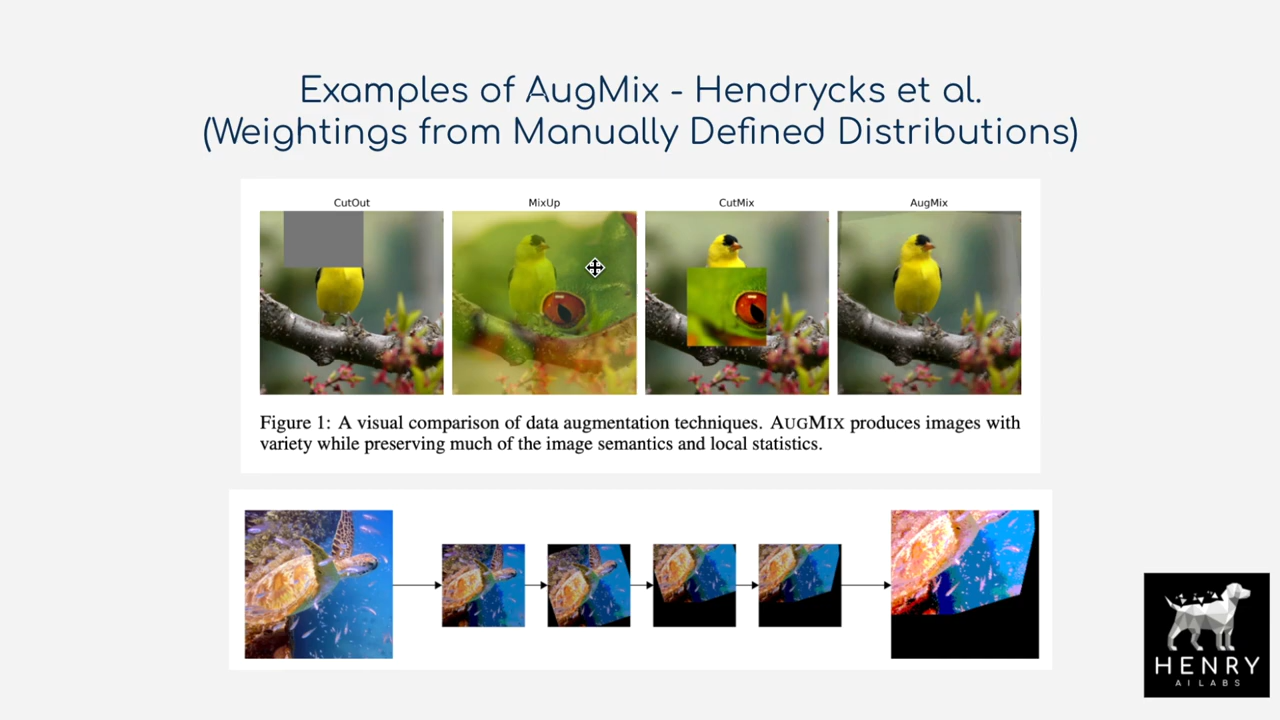 Examples of AugMix - Hendrycks et al.
(Weightings from Manually Defined Distributions)
CutOut MixUp CutMix AugMix
Figure 1: A visual comparison of data augmentation techniques. AUGMIX produces images with
variety while preserving much of the image semantics and local statistics.
HENRY
AI LABS